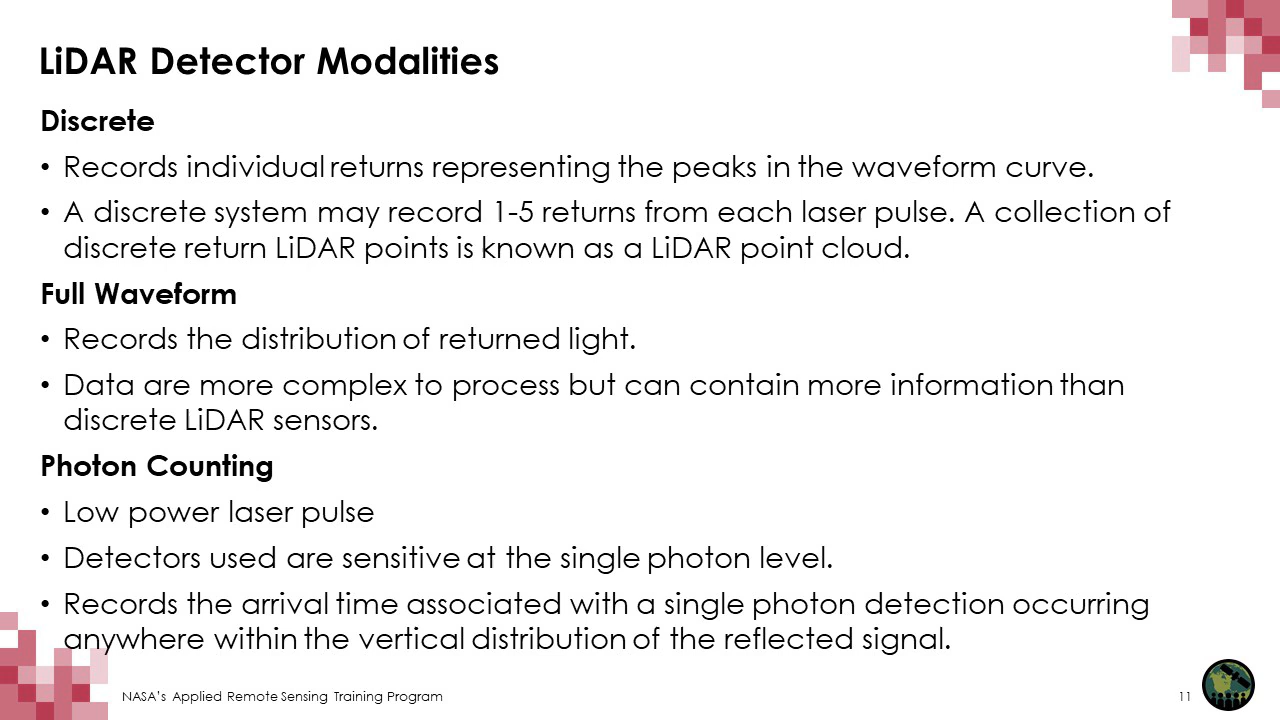 LiDAR Detector Modalities
Discrete
• Records individual returns representing the peaks in the waveform curve.
• A discrete system may record 1-5 returns from each laser pulse. A collection of
discrete return LiDAR points is known as a LiDAR point cloud.
Full Waveform
• Records the distribution of returned light.
• Data are more complex to process but can contain more information than
discrete LiDAR sensors.
Photon Counting
• Low power laser pulse
• Detectors used are sensitive at the single photon level.
• Records the arrival time associated with a single photon detection occurring
anywhere within the vertical distribution of the reflected signal.
NASA's Applied Remote Sensing Training Program
11